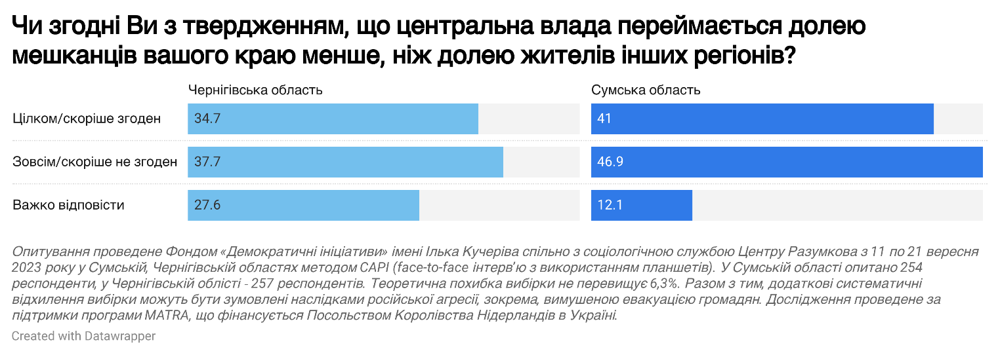 Чи згодні Ви з твердженням, що центральна влада переймається долею
мешканців вашого краю менше, ніж долею жителів інших регіонів?
Чернігівська область
Сумська область
Цілком/скоріше згоден
34.7
41
Зовсім/скоріше не згоден
37.7
46.9
Важко відповісти
27.6
12.1
Опитування проведене Фондом «Демократичні ініціативи» імені Ілька Кучеріва спільно з соціологічною службою Центру Разумкова з 11 по 21 вересня
2023 року у Сумській, Чернігівській областях методом CAPI (face-to-face інтерв’ю з використанням планшетів). У Сумській області опитано 254
респонденти, у Чернігівській облісті - 257 респондентів. Теоретична похибка вибірки не перевищує 6,3%. Разом з тим, додаткові систематичні
відхилення вибірки можуть бути зумовлені наслідками російської агресії, зокрема, вимушеною евакуацією громадян. Дослідження проведене за
підтримки програми MATRA, що фінансується Посольством Королівства Нідерландів в Україні.
Created with Datawrapper